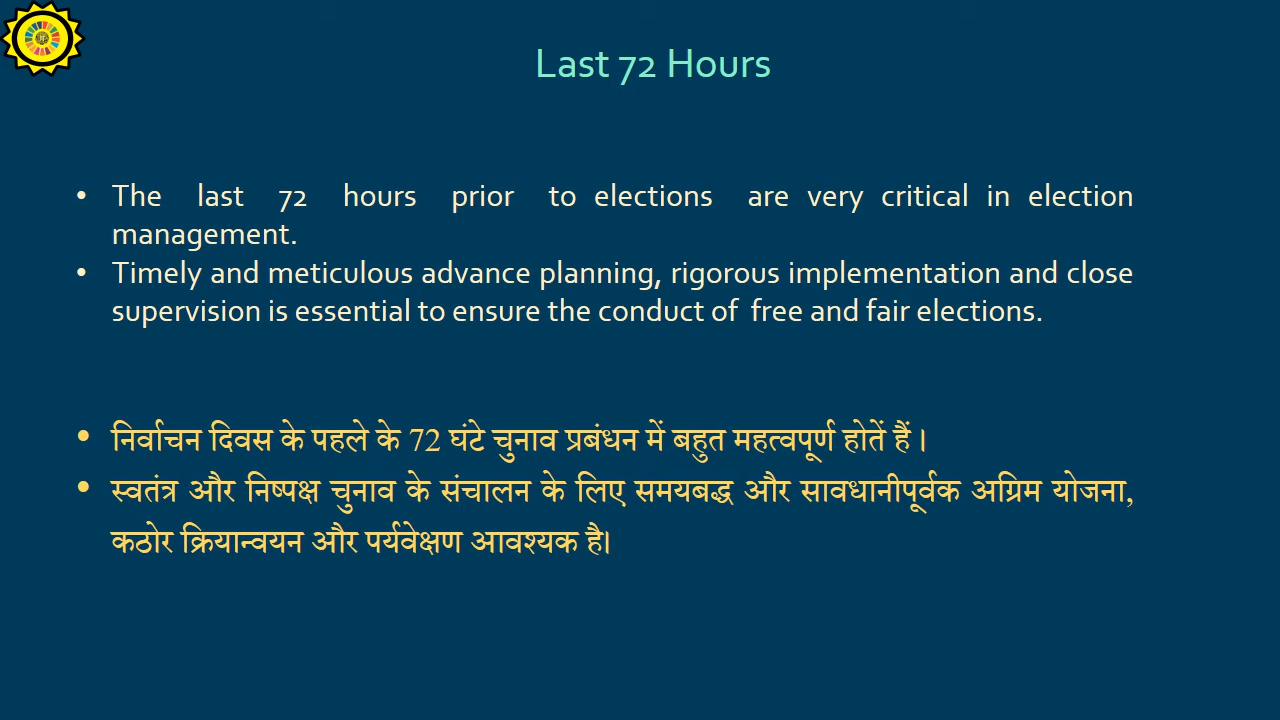 Last 72 Hours
• The last 72 hours prior to elections are very critical in election
management.
• Timely and meticulous advance planning, rigorous implementation and close
supervision is essential to ensure the conduct of free and fair elections.
• निर्वाचन दिवस के पहले के 72 घंटे चुनाव प्रबंधन में बहुत महत्वपूर्ण होतें हैं।
• स्वतंत्र और निष्पक्ष चुनाव के संचालन के लिए समयबद्ध और सावधानीपूर्वक अग्रिम योजना,
कठोर क्रियान्वयन और पर्यवेक्षण आवश्यक है।